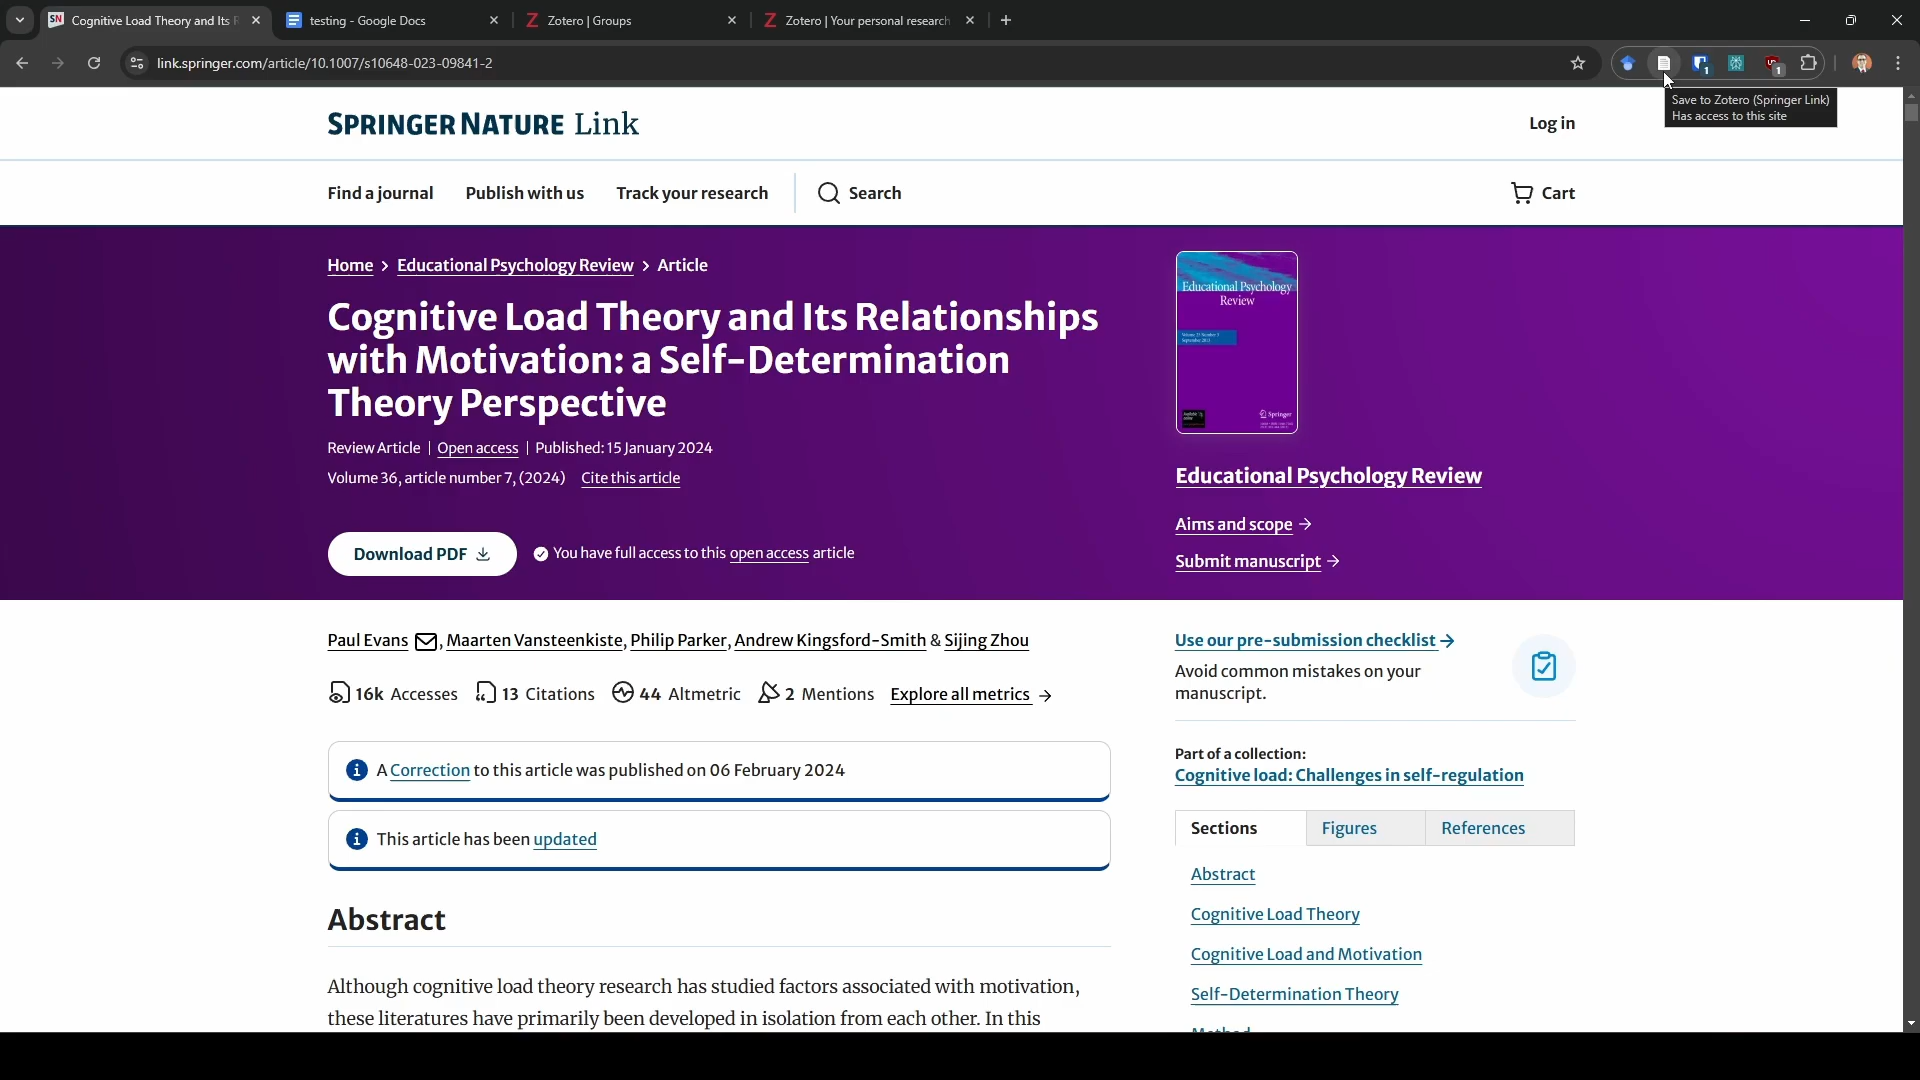 Cognitive Load Theory and Its R
testing - Google Docs
Zotero | Groups
Zotero | Your personal research
link.springer.com/article/10.1007/s10648-023-09841-2
1
1
Save to Zotero (Springer Link)
Has access to this site
SPRINGER NATURE Link
Log in
Find a journal
Publish with us
Track your research
Search
Cart
Home > Educational Psychology Review > Article
Cognitive Load Theory and Its Relationships
with Motivation: a Self-Determination
Theory Perspective
Review Article | Open access | Published: 15 January 2024
Volume 36, article number 7, (2024) Cite this article
Download PDF
You have full access to this open access article
Educational Psychology
Review
Springer
Educational Psychology Review
Aims and scope →
Submit manuscript →
Paul Evans, Maarten Vansteenkiste, Philip Parker, Andrew Kingsford-Smith & Sijing Zhou
16k Accesses 13 Citations 44 Altmetric 2 Mentions Explore all metrics →
A Correction to this article was published on 06 February 2024
This article has been updated
Abstract
Although cognitive load theory research has studied factors associated with motivation,
these literatures have primarily been developed in isolation from each other. In this
Use our pre-submission checklist →
Avoid common mistakes on your
manuscript.
Part of a collection:
Cognitive load: Challenges in self-regulation
Sections
Figures
References
Abstract
Cognitive Load Theory
Cognitive Load and Motivation
Self-Determination Theory
Method